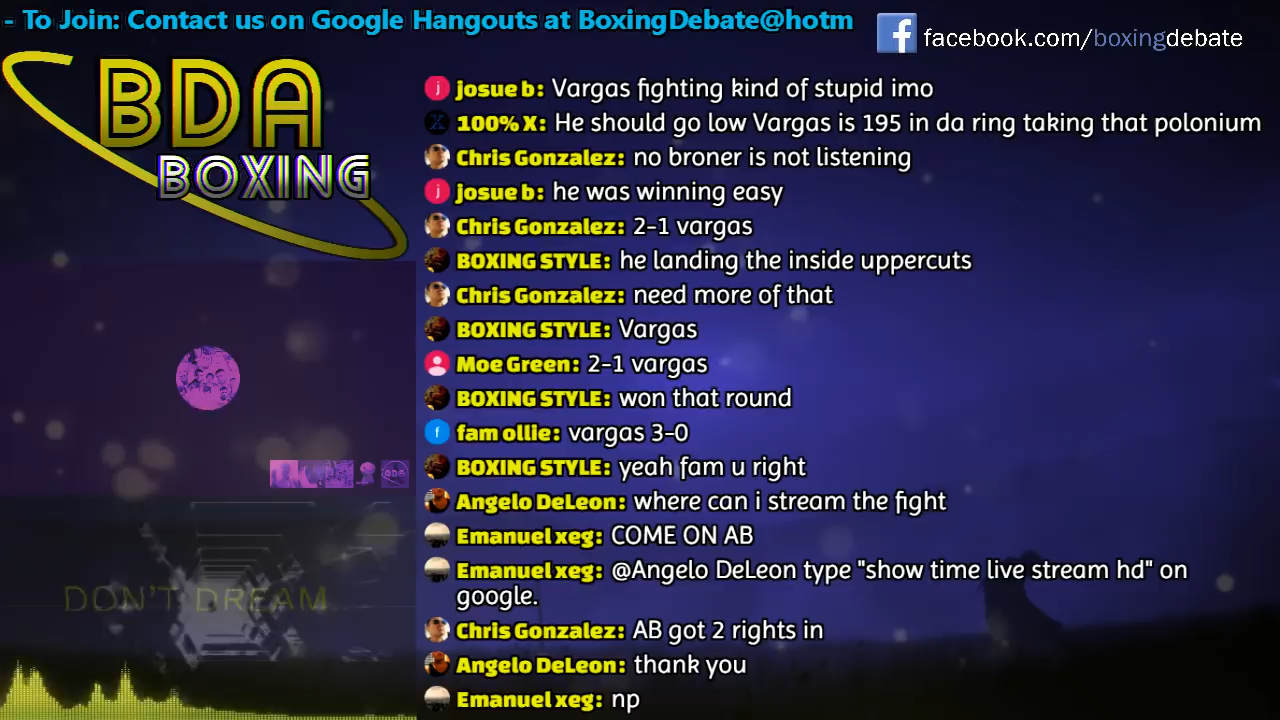 - To Join: Contact us on Google Hangouts at BoxingDebate@hotm
facebook.com/boxingdebate
BDA
BOXING
josue b: Vargas fighting kind of stupid imo
100% X: He should go low Vargas is 195 in da ring taking that polonium
Chris Gonzalez: no broner is not listening
josue b: he was winning easy
Chris Gonzalez: 2-1 vargas
BOXING STYLE: he landing the inside uppercuts
Chris Gonzalez: need more of that
BOXING STYLE: Vargas
Moe Green: 2-1 vargas
BOXING STYLE: won that round
fam ollie: vargas 3-0
BOXING STYLE: yeah fam u right
Angelo DeLeon: where can i stream the fight
Emanuel xeg: COME ON AB
Emanuel xeg: @Angelo DeLeon type "show time live stream hd" on
google.
Chris Gonzalez: AB got 2 rights in
Angelo DeLeon: thank you
Emanuel xeg: np
DON'T DREAM